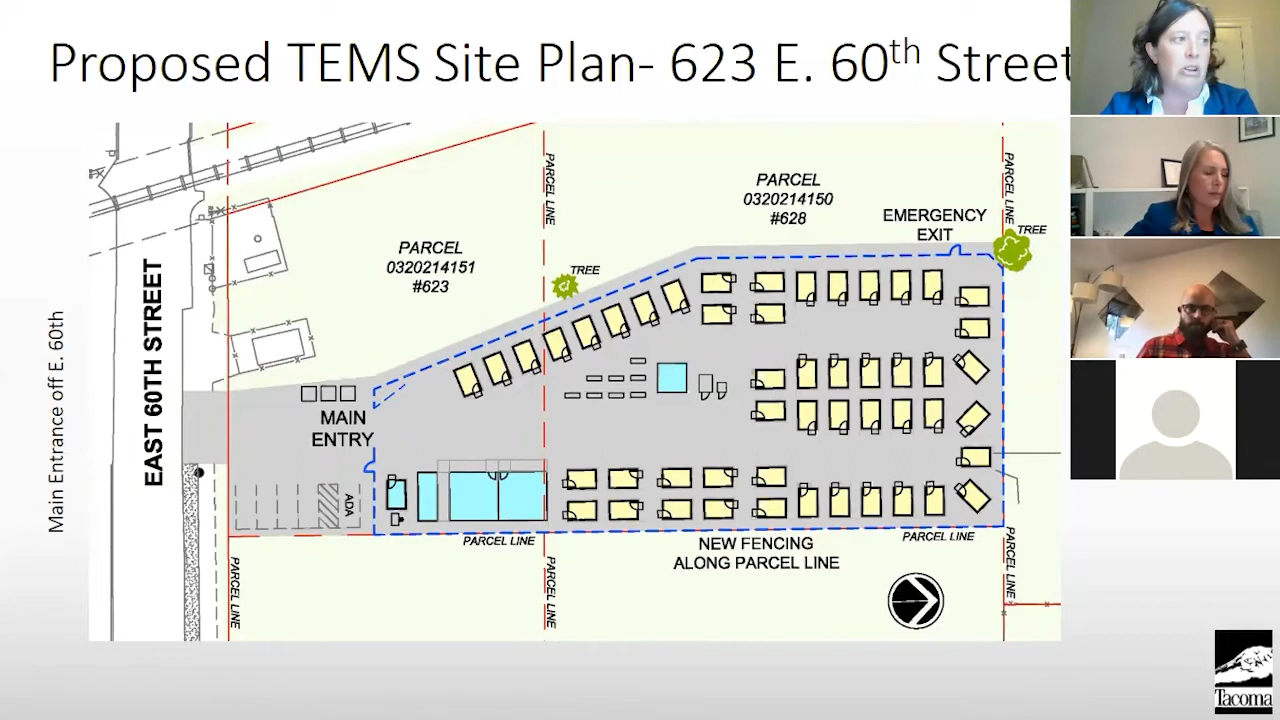 Proposed TEMS Site Plan- 623 E. 60th Street
PARCEL LINE
PARCEL
0320214150
#628
PARCEL LINE
EMERGENCY
EXIT
TREE
PARCEL
0320214151
#623
TREE
EAST 60TH STREET
Main Entrance off E. 60th
MAIN
ENTRY
ADA
PARCEL LINE
NEW FENCING
ALONG PARCEL LINE
PARCEL LINE
PARCEL LINE
PARCEL LINE
PARCEL LINE
Tacoma